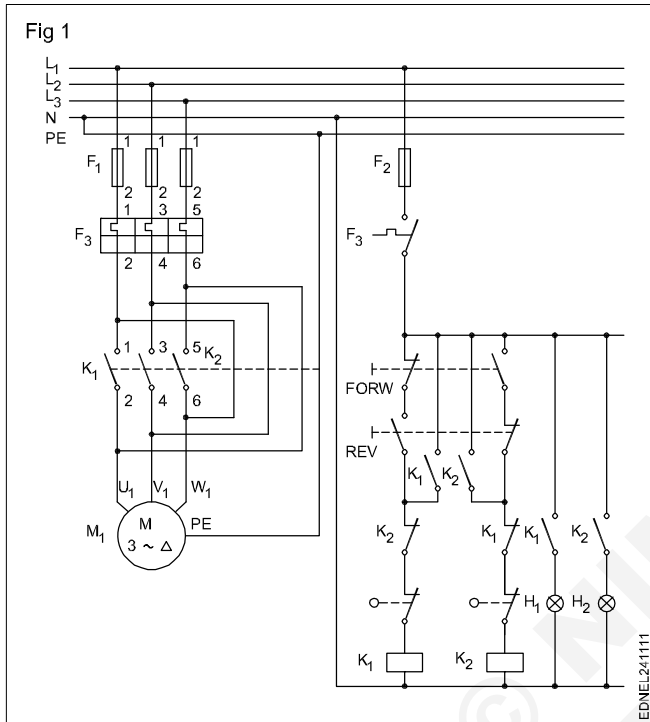 Fig 1
L1
L2
L3
N
PE
1 1 1
F1 F2
2 2 2
1 3 5
F3 F3
2 4 6
1 3 5 K2
K1
FORW
2 4 6
REV
K1 K2
U1 V1 W1
M1 M PE
3 ~ Δ
K2 K1 K1 K2
H1 H2
K1 K2
EDNEL241111
© NI